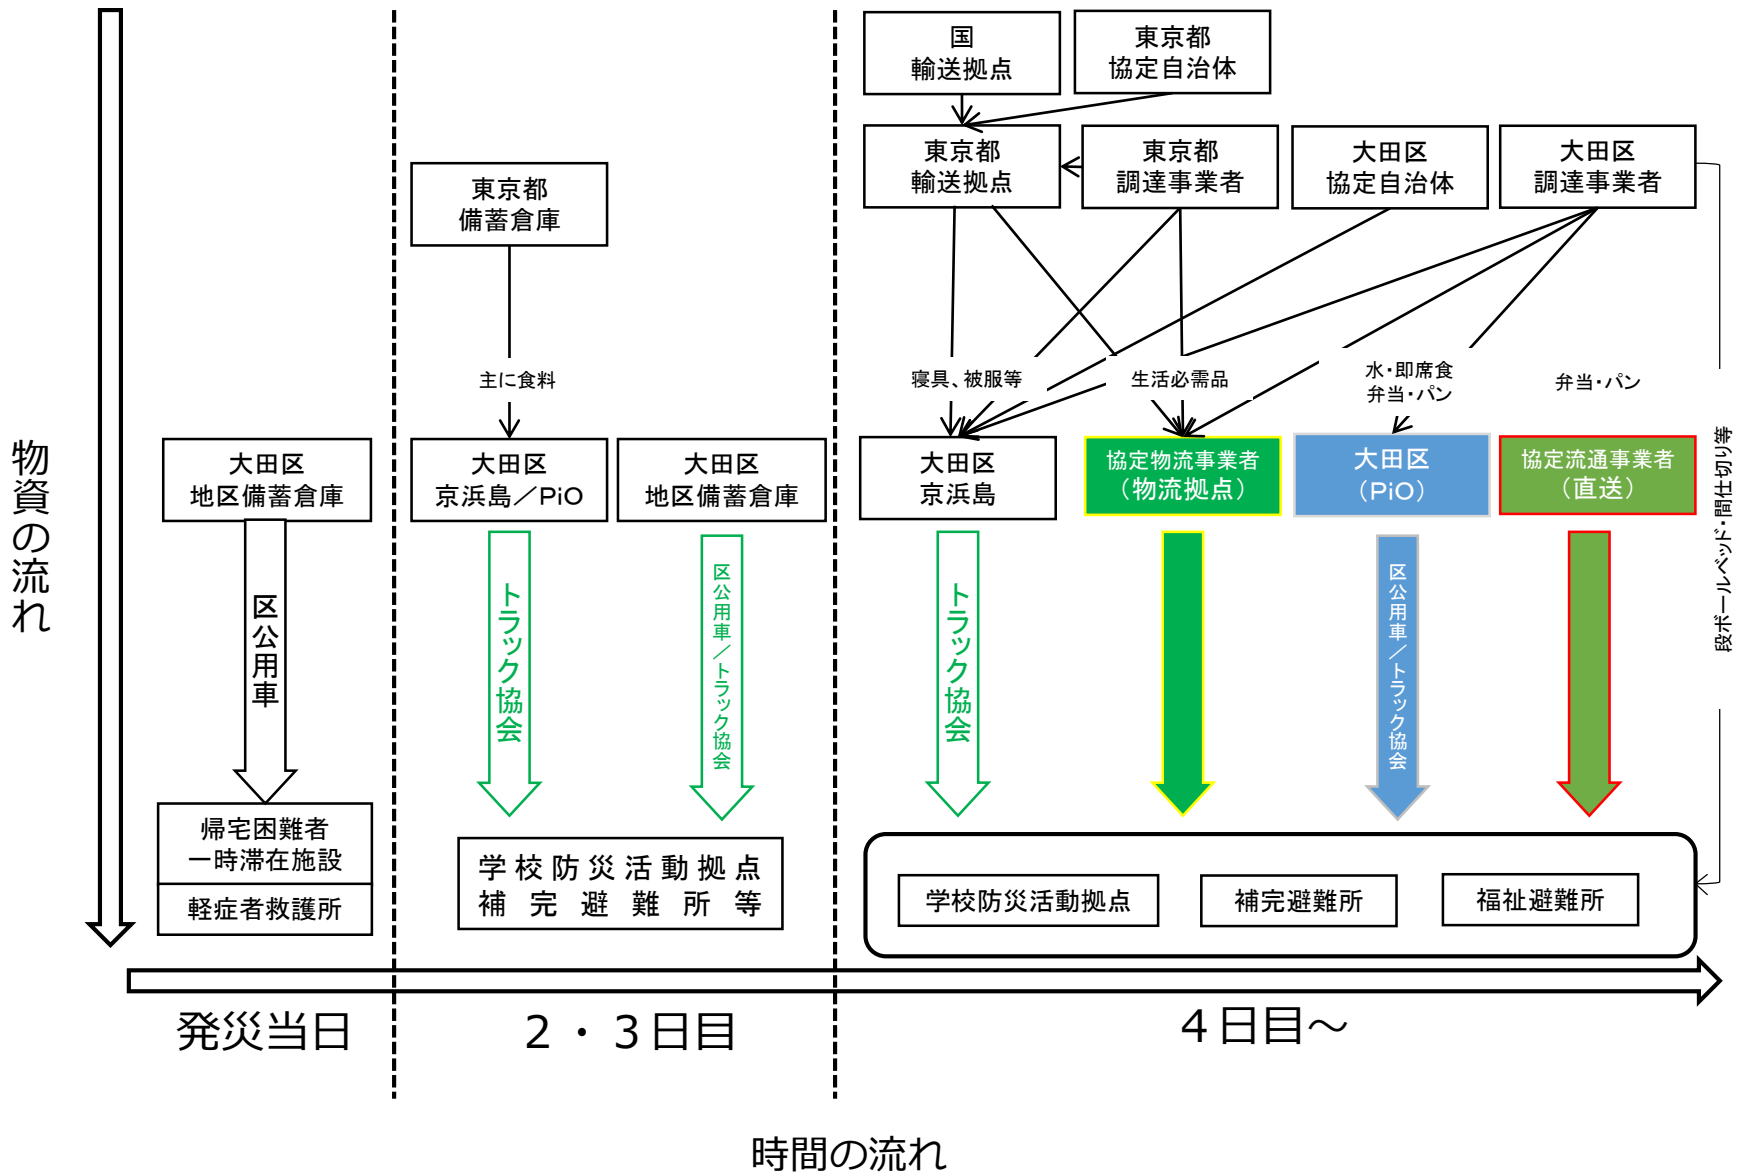 物資の流れ
大田区
地区備蓄倉庫
区公用車
帰宅困難者
一時滞在施設
軽症者救護所
発災当日
東京都
備蓄倉庫
主に食料
大田区
京浜島／PiO
大田区
地区備蓄倉庫
トラック協会
区公用車／トラック協会
学校防災活動拠点
補完避難所等
２・３日目
国
輸送拠点
東京都
協定自治体
東京都
輸送拠点
東京都
調達事業者
大田区
協定自治体
大田区
調達事業者
寝具、被服等
生活必需品
水・即席食
弁当・パン
弁当・パン
段ボールベッド・間仕切り等
大田区
京浜島
協定物流事業者
（物流拠点）
大田区
（PiO）
協定流通事業者
（直送）
トラック協会
区公用車／トラック協会
学校防災活動拠点
補完避難所
福祉避難所
４日目～
時間の流れ